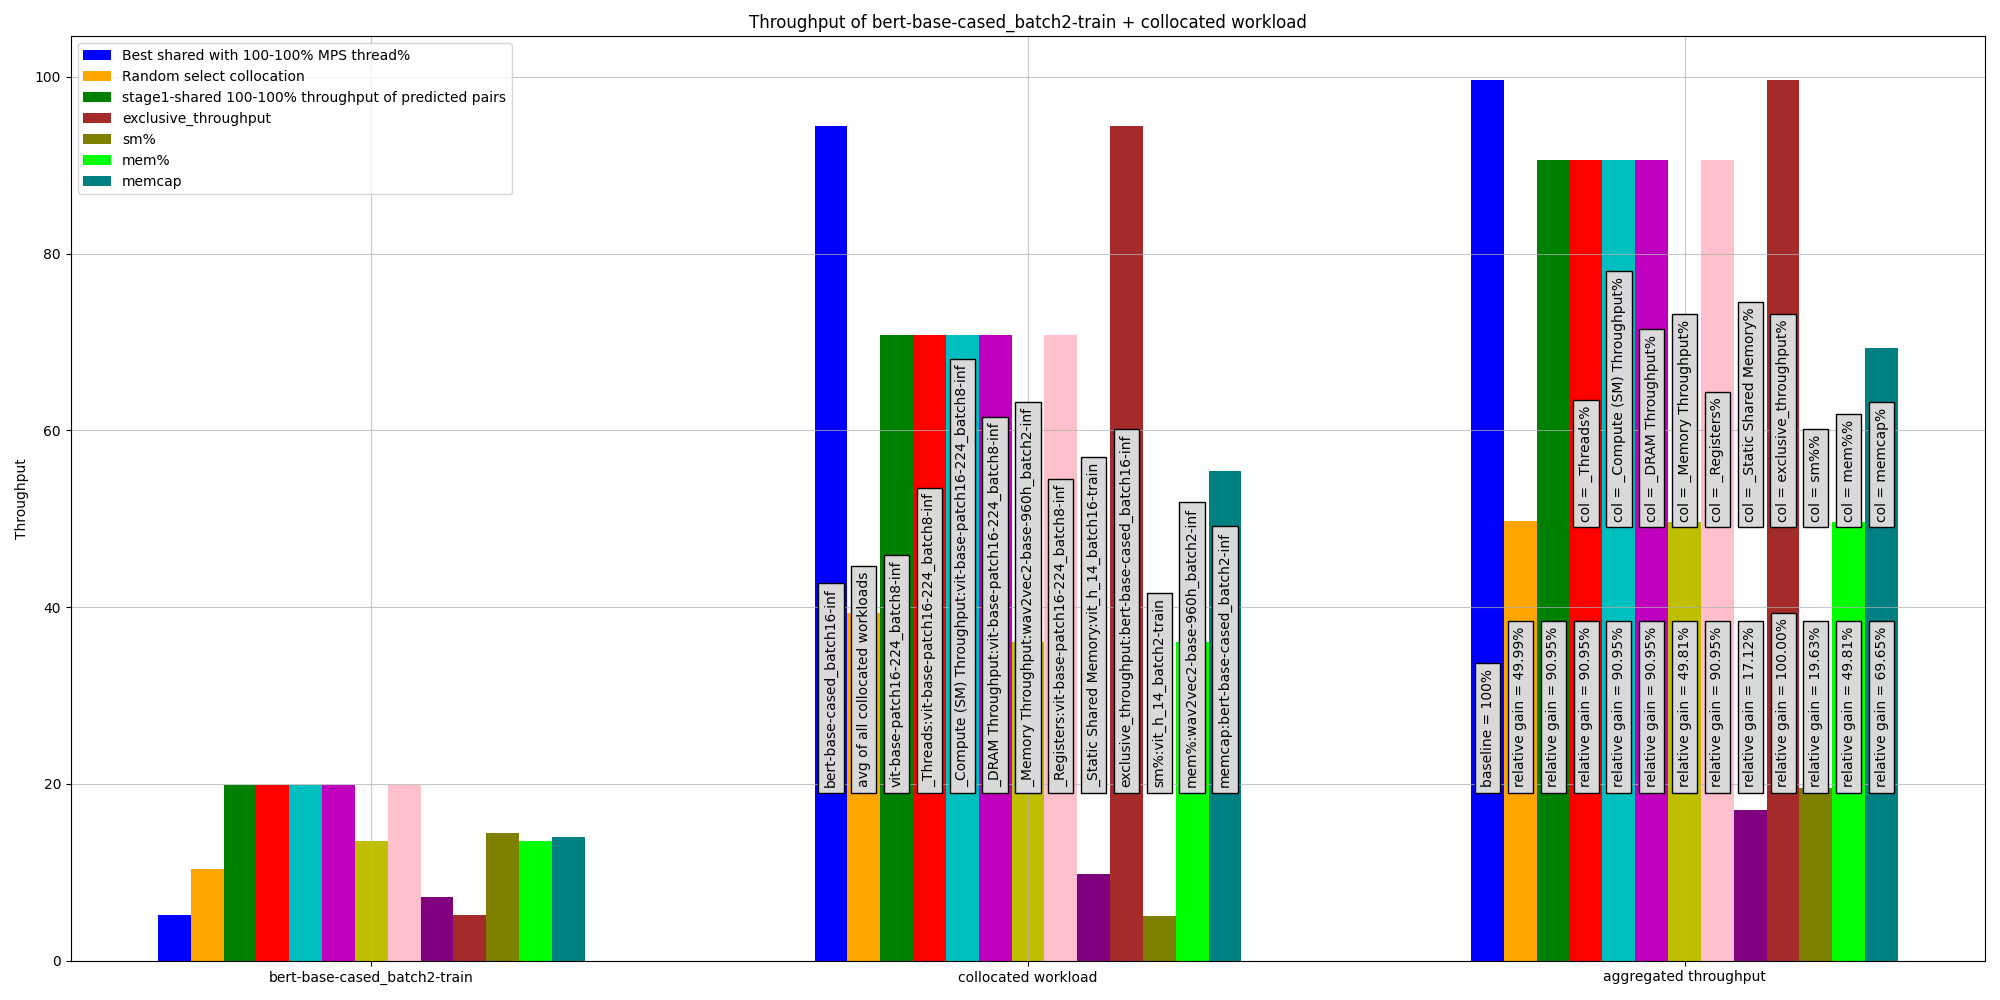 Throughput of bert-base-cased_batch2-train + collocated workload
Best shared with 100-100% MPS thread%
Random select collocation
stage1-shared 100-100% throughput of predicted pairs
exclusive_throughput
sm%
mem%
memcap
Throughput
100
80
60
40
20
0
bert-base-cased_batch16-inf
avg of all collocated workloads
vit-base-patch16-224_batch8-inf
_Threads:vit-base-patch16-224_batch8-inf
_Compute (SM) Throughput:vit-base-patch16-224_batch8-inf
_DRAM Throughput:vit-base-patch16-224_batch8-inf
_Memory Throughput:wav2vec2-base-960h_batch2-inf
_Registers:vit-base-patch16-224_batch8-inf
_Static Shared Memory:vit_h_14_batch16-train
exclusive_throughput:bert-base-cased_batch16-inf
sm%:vit_h_14_batch2-train
mem%:wav2vec2-base-960h_batch2-inf
memcap:bert-base-cased_batch2-inf
col = _Threads%
col = _Compute (SM) Throughput%
col = _DRAM Throughput%
col = _Memory Throughput%
col = _Registers%
col = _Static Shared Memory%
col = exclusive_throughput%
col = sm%%
col = mem%%
col = memcap%
baseline = 100%
relative gain = 49.99%
relative gain = 90.95%
relative gain = 90.95%
relative gain = 90.95%
relative gain = 90.95%
relative gain = 49.81%
relative gain = 90.95%
relative gain = 17.12%
relative gain = 100.00%
relative gain = 19.63%
relative gain = 49.81%
relative gain = 69.65%
bert-base-cased_batch2-train
collocated workload
aggregated throughput